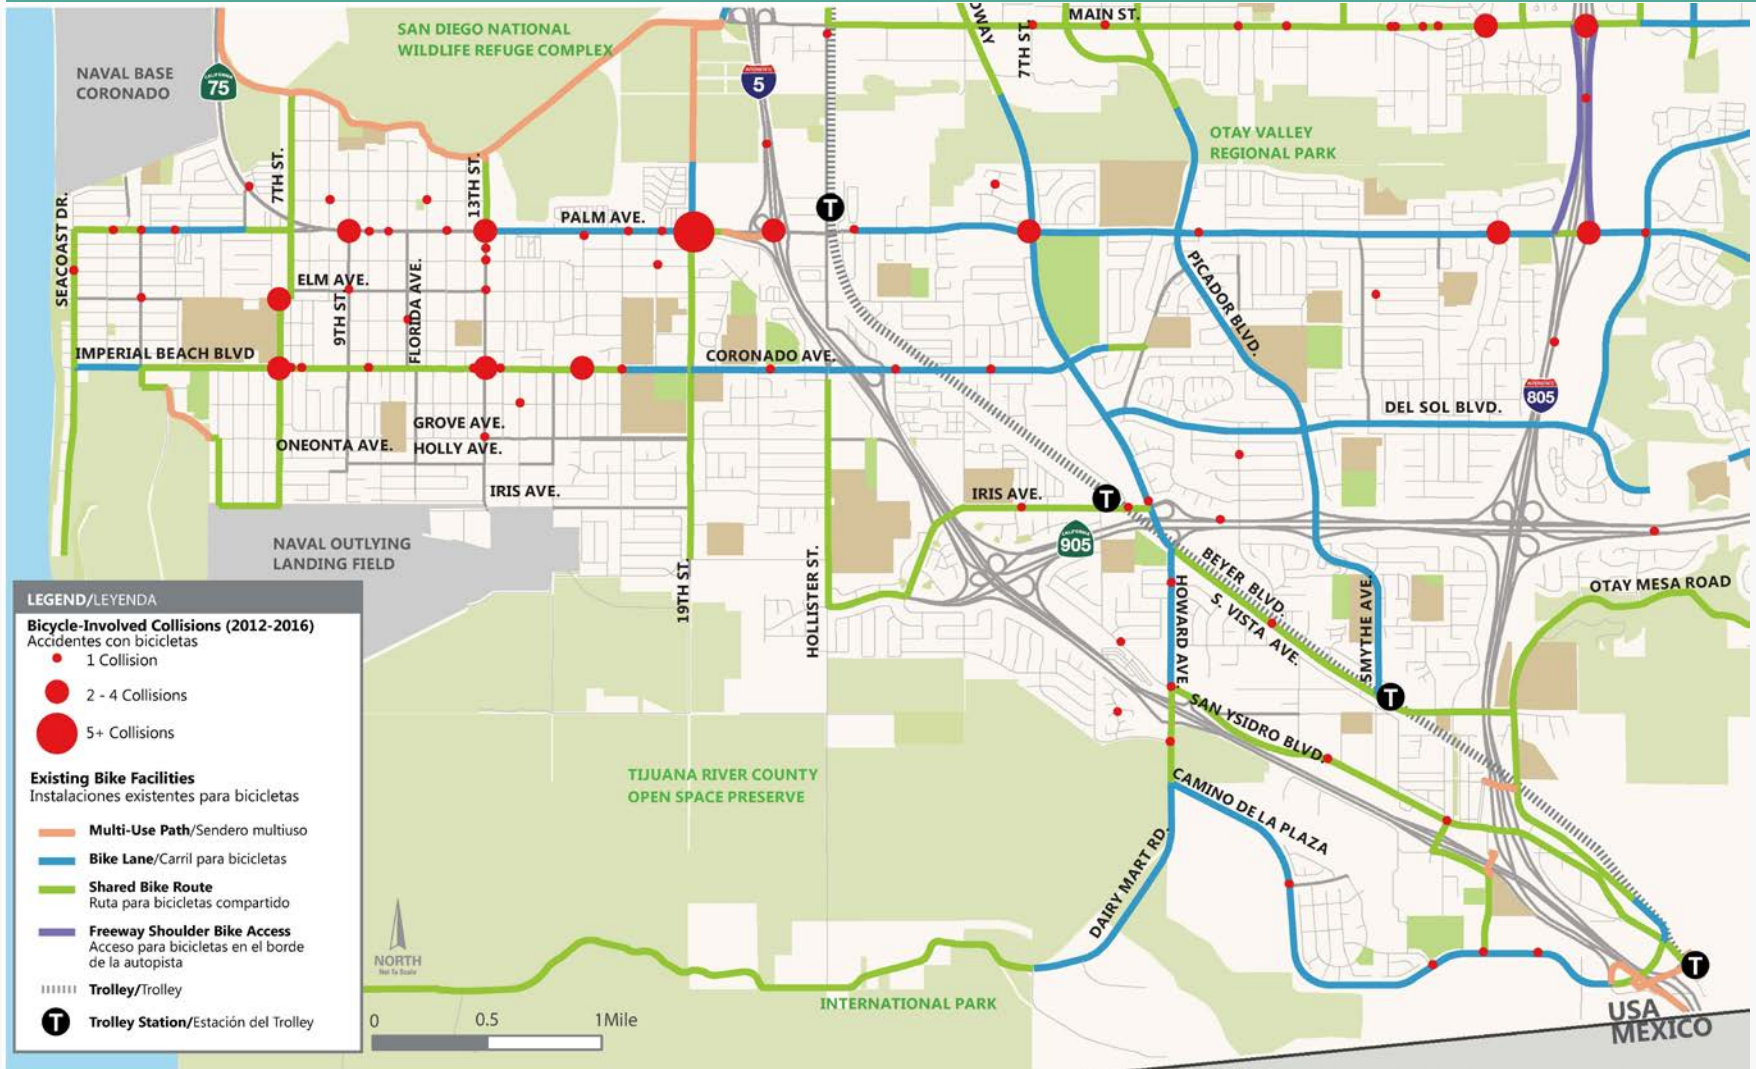 MAIN ST.
OWAY
7TH ST.
SAN DIEGO NATIONAL
WILDLIFE REFUGE COMPLEX
NAVAL BASE
CORONADO
CALIFORNIA
75
INTERSTATE
5
OTAY VALLEY
REGIONAL PARK
7TH ST.
13TH ST.
SEACOAST DR.
PALM AVE.
T
ELM AVE.
9TH ST.
FLORIDA AVE.
PICADOR BLVD.
IMPERIAL BEACH BLVD
CORONADO AVE.
INTERSTATE
805
DEL SOL BLVD.
GROVE AVE.
ONEONTA AVE.
HOLLY AVE.
IRIS AVE.
IRIS AVE.
T
CALIFORNIA
905
NAVAL OUTLYING
LANDING FIELD
19TH ST.
HOLLISTER ST.
HOWARD AVE.
BEYER BLVD.
S. VISTA AVE.
SMYTHE AVE.
OTAY MESA ROAD
T
SAN YSIDRO BLVD.
TIJUANA RIVER COUNTY
OPEN SPACE PRESERVE
CAMINO DE LA PLAZA
DAIRY MART RD.
INTERNATIONAL PARK
T
USA
MEXICO
LEGEND/LEYENDA
Bicycle-Involved Collisions (2012-2016)
Accidentes con bicicletas
1 Collision
2 - 4 Collisions
5+ Collisions
Existing Bike Facilities
Instalaciones existentes para bicicletas
Multi-Use Path/Sendero multiuso
Bike Lane/Carril para bicicletas
Shared Bike Route
Ruta para bicicletas compartido
Freeway Shoulder Bike Access
Acceso para bicicletas en el borde
de la autopista
Trolley/Trolley
T Trolley Station/Estación del Trolley
NORTH
Not To Scale
0 0.5 1Mile